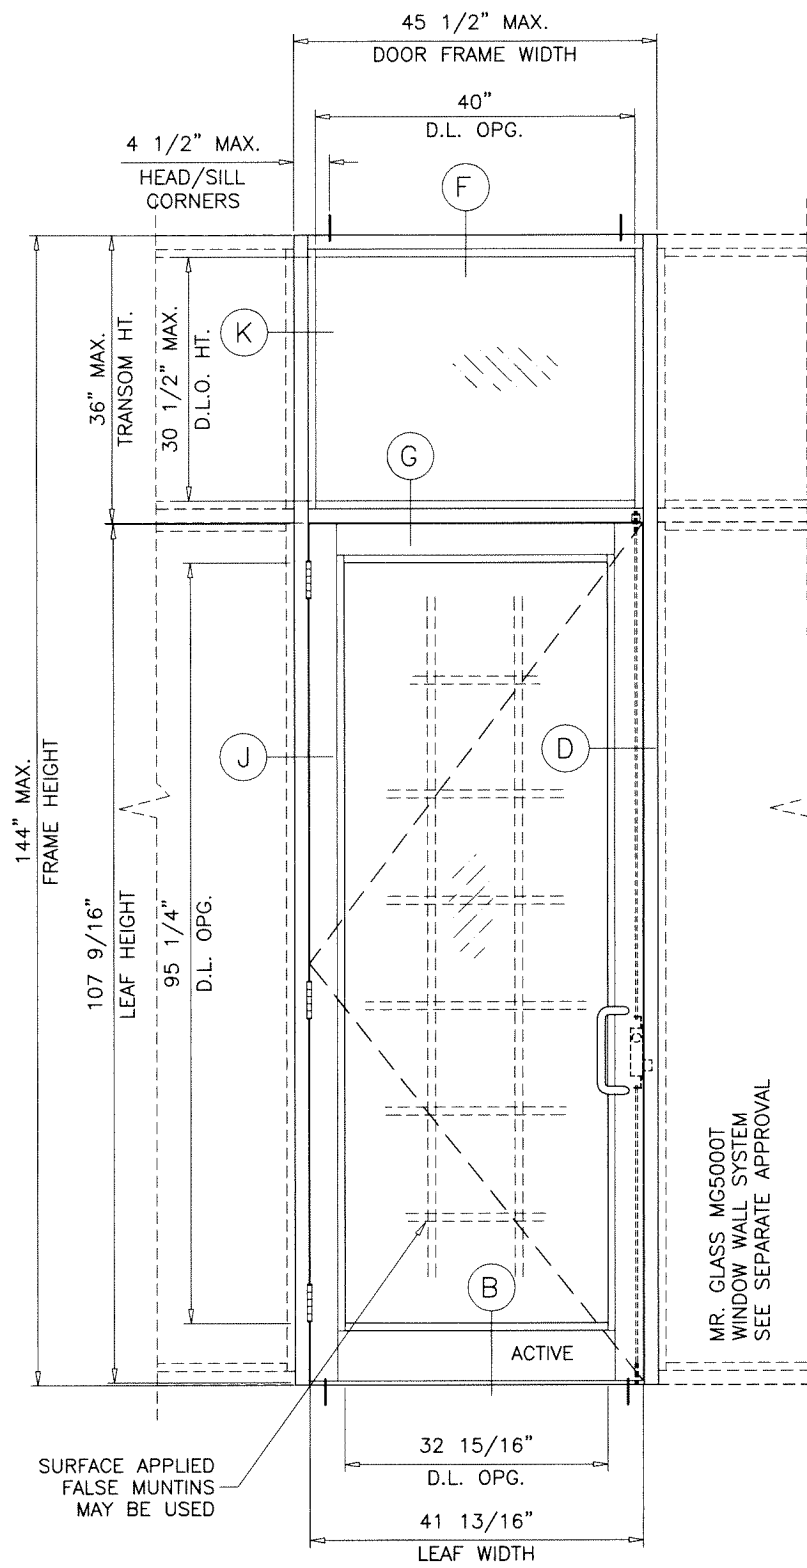 45 1/2" MAX.
DOOR FRAME WIDTH
40"
D.L. OPG.
4 1/2" MAX.
HEAD/SILL
CORNERS
F
K
36" MAX.
TRANSOM HT.
30 1/2" MAX.
D.L.O. HT.
G
J
D
144" MAX.
FRAME HEIGHT
107 9/16"
LEAF HEIGHT
95 1/4"
D.L. OPG.
MR. GLASS MG5000T
WINDOW WALL SYSTEM
SEE SEPARATE APPROVAL
B
ACTIVE
SURFACE APPLIED
FALSE MUNTINS
MAY BE USED
32 15/16"
D.L. OPG.
41 13/16"
LEAF WIDTH